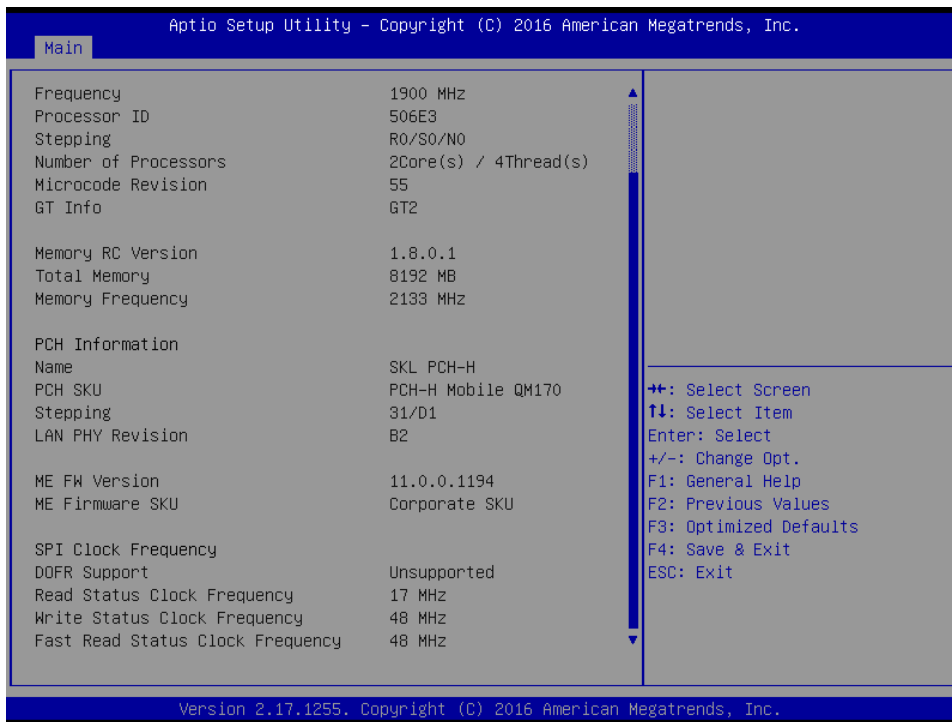 Aptio Setup Utility – Copyright (C) 2016 American Megatrends, Inc.
Main
Frequency 1900 MHz
Processor ID 506E3
Stepping R0/S0/N0
Number of Processors 2Core(s) / 4Thread(s)
Microcode Revision 55
GT Info GT2
Memory RC Version 1.8.0.1
Total Memory 8192 MB
Memory Frequency 2133 MHz
PCH Information
Name SKL PCH-H
PCH SKU PCH-H Mobile QM170
Stepping 31/D1
LAN PHY Revision B2
ME FW Version 11.0.0.1194
ME Firmware SKU Corporate SKU
SPI Clock Frequency
DOFR Support Unsupported
Read Status Clock Frequency 17 MHz
Write Status Clock Frequency 48 MHz
Fast Read Status Clock Frequency 48 MHz
→←: Select Screen
↑↓: Select Item
Enter: Select
+/-: Change Opt.
F1: General Help
F2: Previous Values
F3: Optimized Defaults
F4: Save & Exit
ESC: Exit
Version 2.17.1255. Copyright (C) 2016 American Megatrends, Inc.